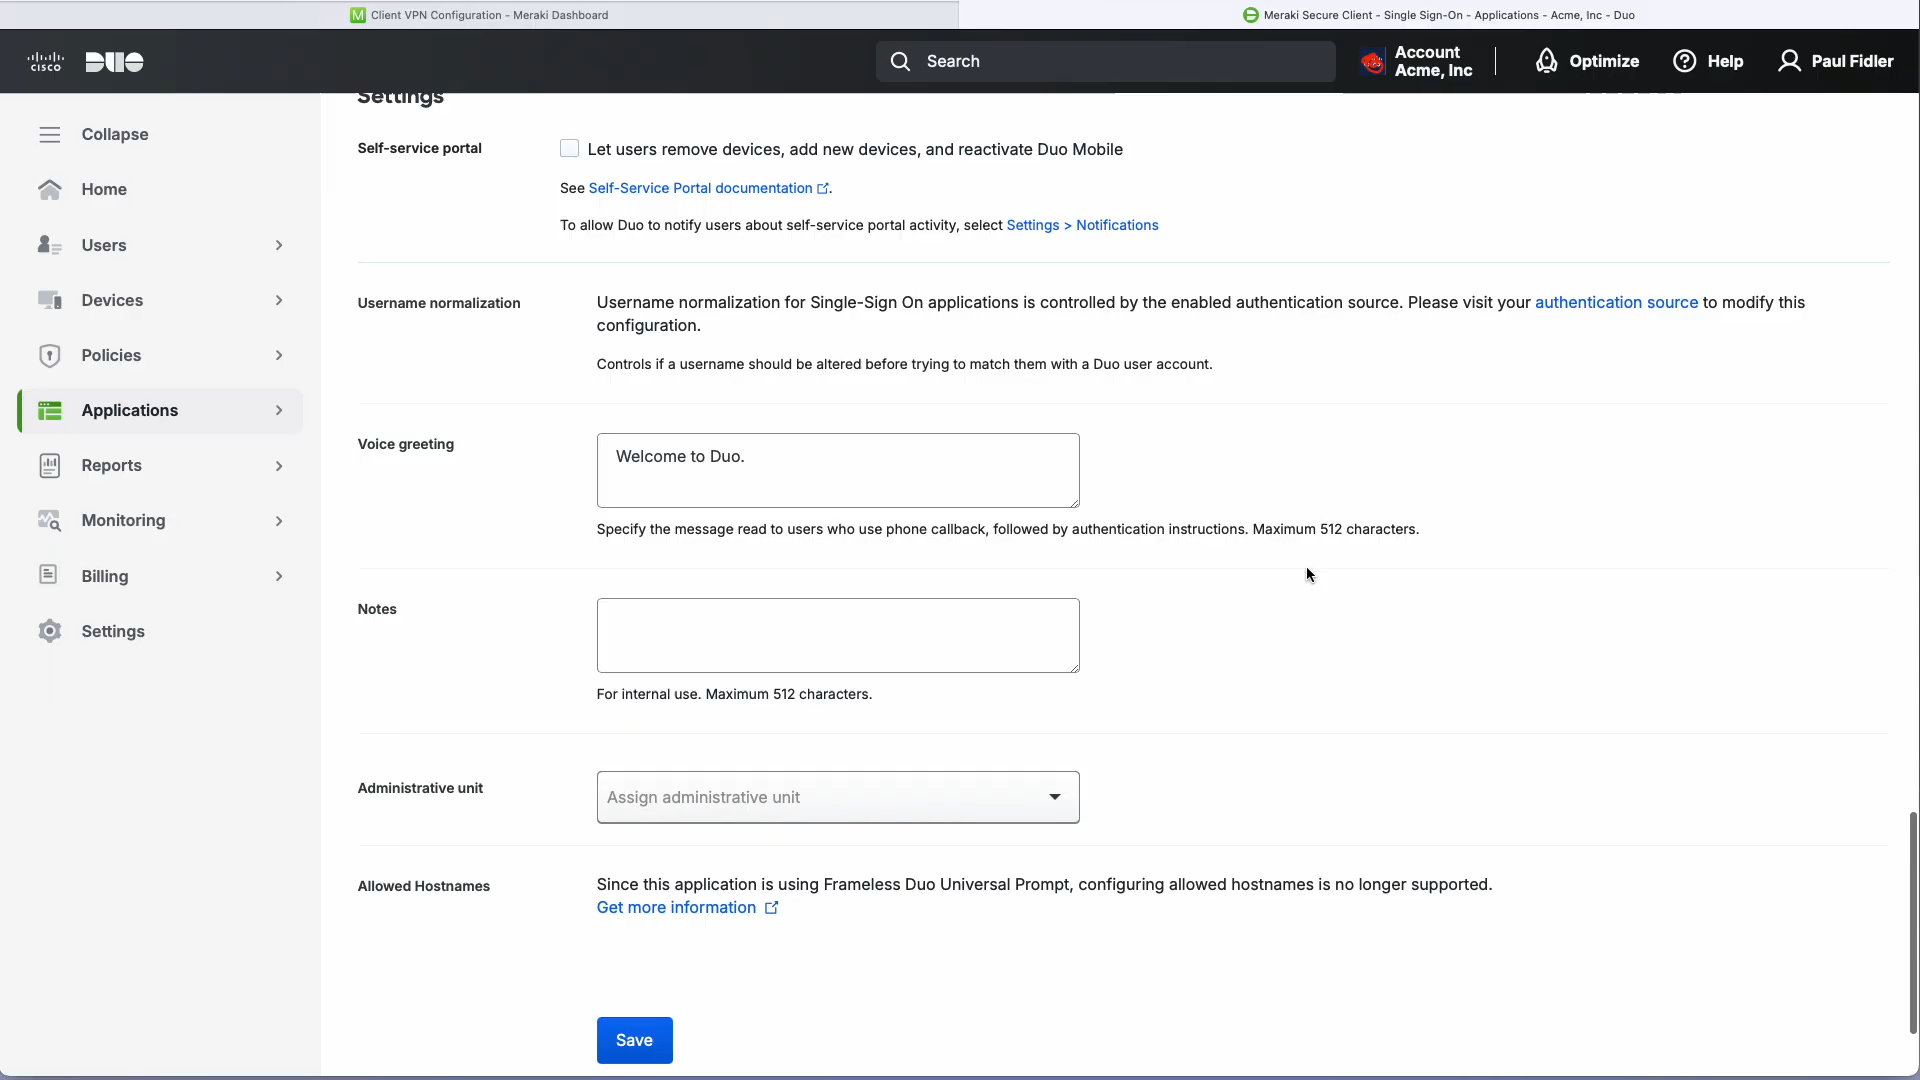 Client VPN Configuration - Meraki Dashboard
Meraki Secure Client - Single Sign-On - Applications - Acme, Inc - Duo
CISCO
DUO
Search
Account
Acme, Inc
Optimize
Help
Paul Fidler
Collapse
Home
Users
Devices
Policies
Applications
Reports
Monitoring
Billing
Settings
Settings
Self-service portal
Let users remove devices, add new devices, and reactivate Duo Mobile
See Self-Service Portal documentation.
To allow Duo to notify users about self-service portal activity, select Settings > Notifications
Username normalization
Username normalization for Single-Sign On applications is controlled by the enabled authentication source. Please visit your authentication source to modify this
configuration.
Controls if a username should be altered before trying to match them with a Duo user account.
Voice greeting
Welcome to Duo.
Specify the message read to users who use phone callback, followed by authentication instructions. Maximum 512 characters.
Notes
For internal use. Maximum 512 characters.
Administrative unit
Assign administrative unit
Allowed Hostnames
Since this application is using Frameless Duo Universal Prompt, configuring allowed hostnames is no longer supported.
Get more information
Save